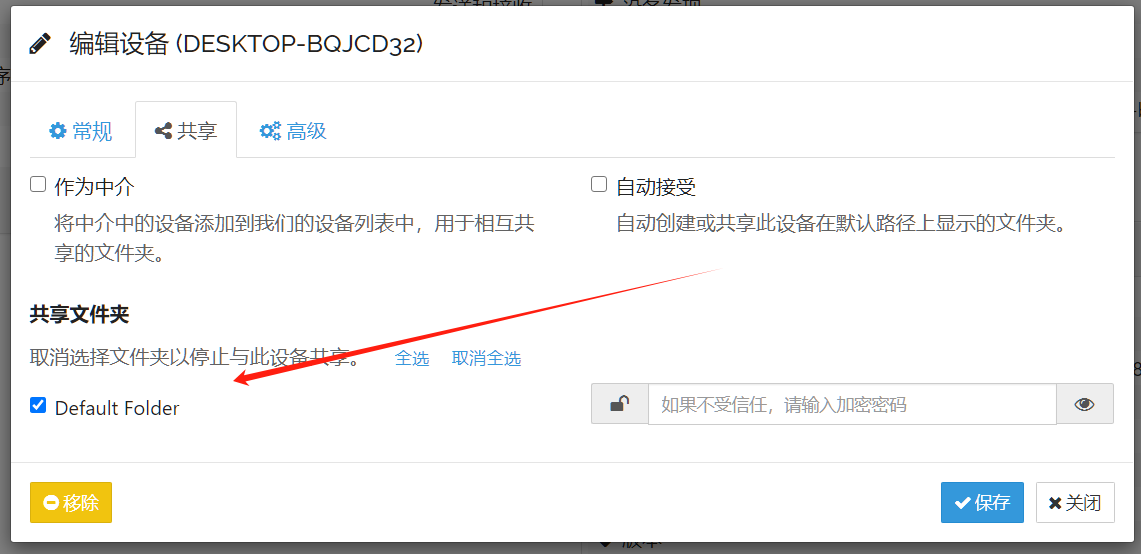 编辑设备 (DESKTOP-BQJCD32)
常规
共享
高级
作为中介
将中介中的设备添加到我们的设备列表中，用于相互共
享的文件夹。
自动接受
自动创建或共享此设备在默认路径上显示的文件夹。
共享文件夹
取消选择文件夹以停止与此设备共享。 全选 取消全选
Default Folder
如果不受信任，请输入加密密码
移除
保存
关闭